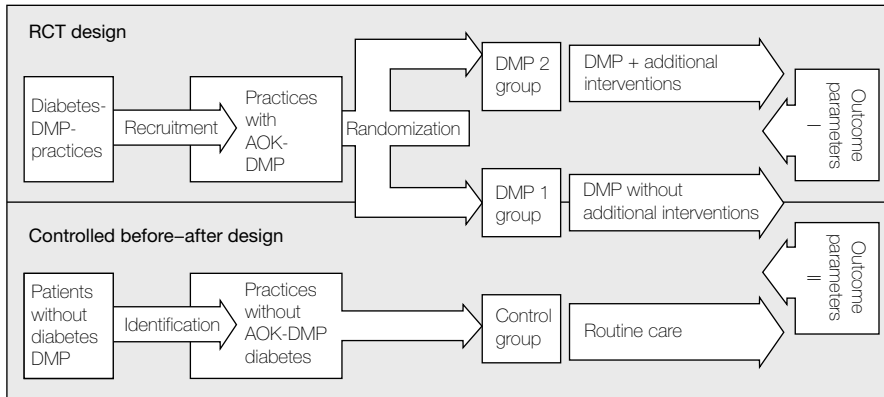 RCT design
Diabetes-
DMP-
practices
Recruitment
Practices
with
AOK-
DMP
Randomization
DMP 2
group
DMP + additional
interventions
Outcome
parameters
I
DMP 1
group
DMP without
additional interventions
Controlled before–after design
Patients
without
diabetes
DMP
Identification
Practices
without
AOK-DMP
diabetes
Control
group
Routine care
Outcome
parameters
II